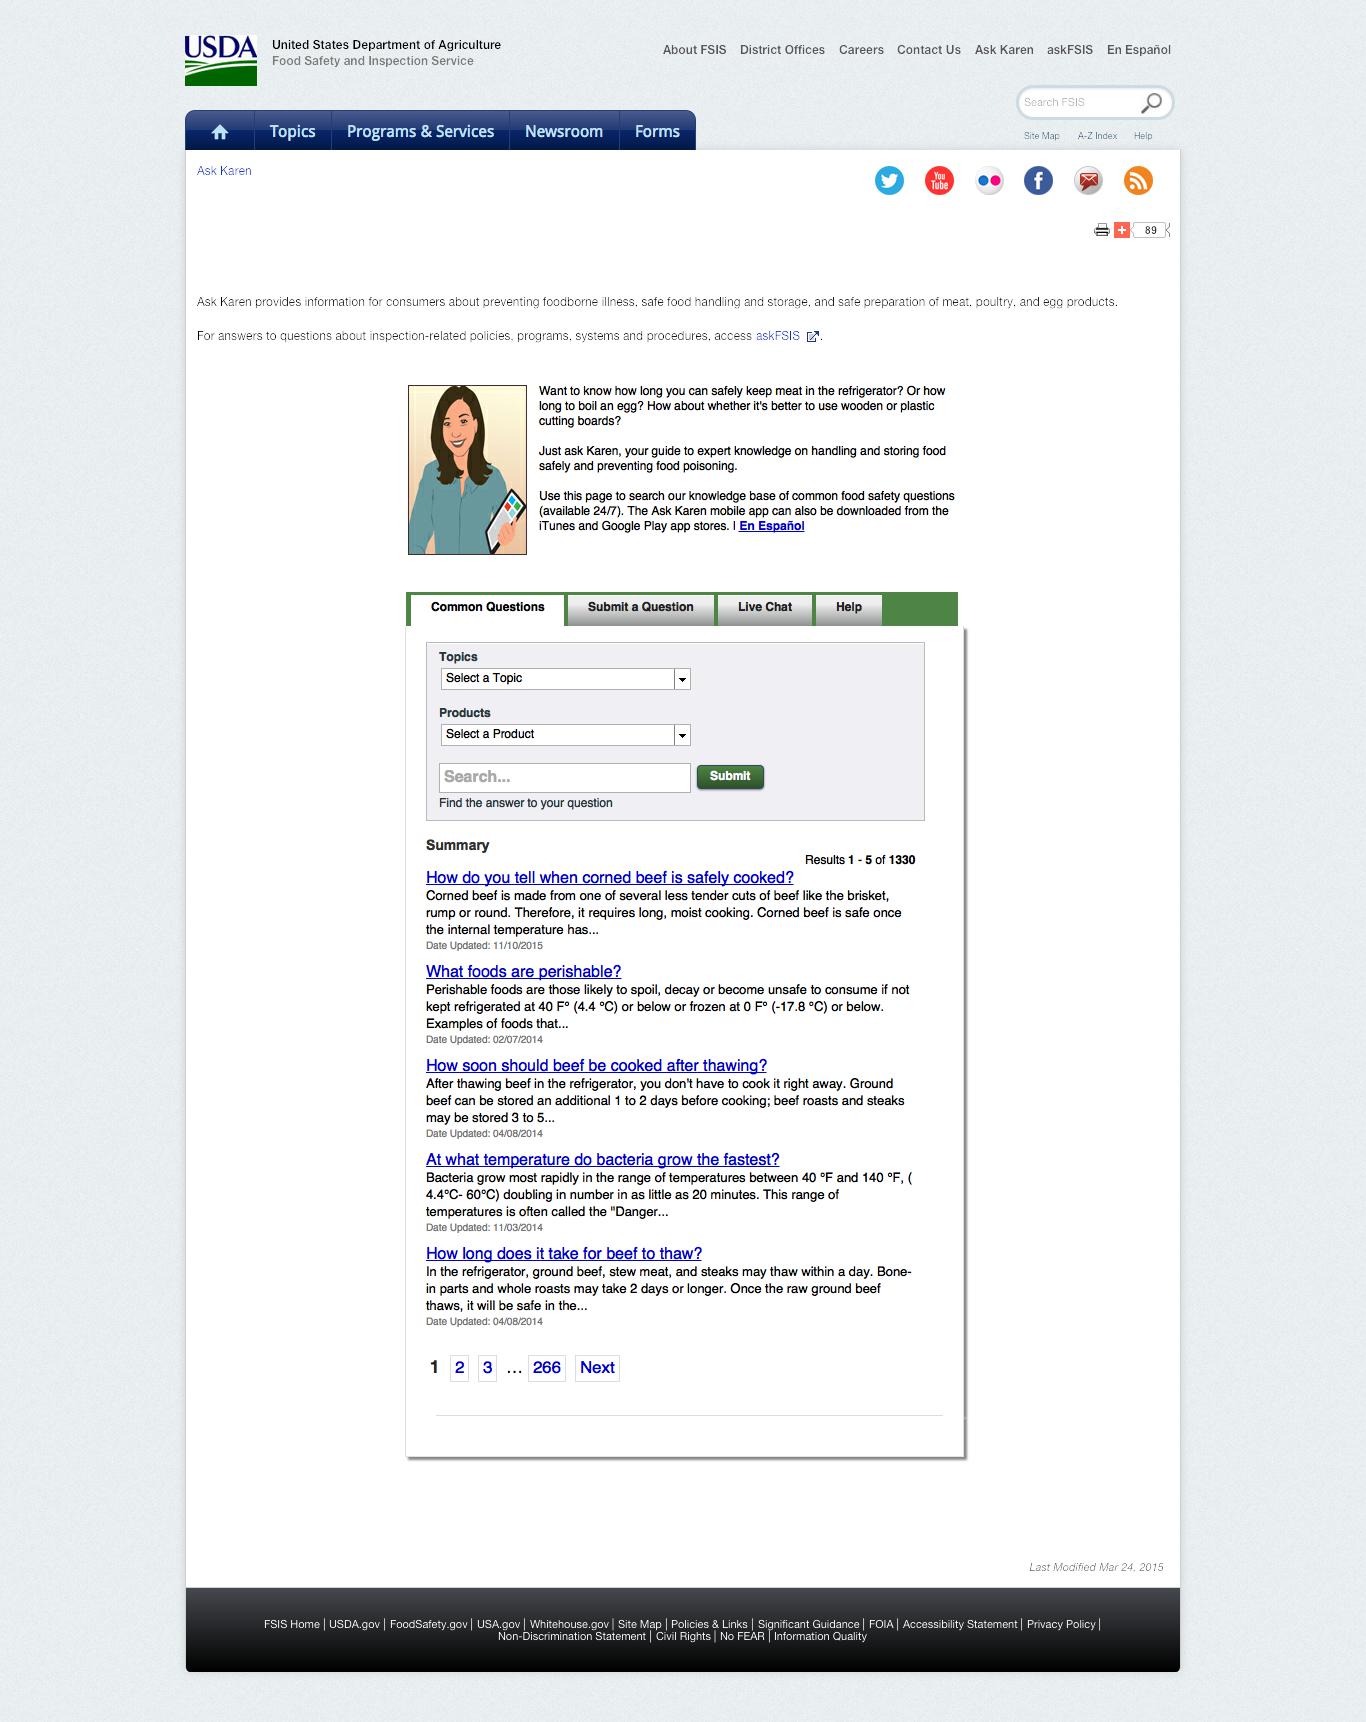 USDA
United States Department of Agriculture
Food Safety and Inspection Service
About FSIS District Offices Careers Contact Us Ask Karen askFSIS En Español
Search FSIS
Site Map A-Z Index Help
Topics Programs & Services Newsroom Forms
Ask Karen
You Tube
89
Ask Karen provides information for consumers about preventing foodborne illness, safe food handling and storage, and safe preparation of meat, poultry, and egg products.
For answers to questions about inspection-related policies, programs, systems and procedures, access askFSIS .
Want to know how long you can safely keep meat in the refrigerator? Or how
long to boil an egg? How about whether it's better to use wooden or plastic
cutting boards?
Just ask Karen, your guide to expert knowledge on handling and storing food
safely and preventing food poisoning.
Use this page to search our knowledge base of common food safety questions
(available 24/7). The Ask Karen mobile app can also be downloaded from the
iTunes and Google Play app stores. | En Español
Common Questions Submit a Question Live Chat Help
Topics
Select a Topic
Products
Select a Product
Search... Submit
Find the answer to your question
Summary
Results 1 - 5 of 1330
How do you tell when corned beef is safely cooked?
Corned beef is made from one of several less tender cuts of beef like the brisket,
rump or round. Therefore, it requires long, moist cooking. Corned beef is safe once
the internal temperature has...
Date Updated: 11/10/2015
What foods are perishable?
Perishable foods are those likely to spoil, decay or become unsafe to consume if not
kept refrigerated at 40 Fº (4.4 ºC) or below or frozen at 0 Fº (-17.8 ºC) or below.
Examples of foods that...
Date Updated: 02/07/2014
How soon should beef be cooked after thawing?
After thawing beef in the refrigerator, you don't have to cook it right away. Ground
beef can be stored an additional 1 to 2 days before cooking; beef roasts and steaks
may be stored 3 to 5...
Date Updated: 04/08/2014
At what temperature do bacteria grow the fastest?
Bacteria grow most rapidly in the range of temperatures between 40 ºF and 140 ºF, (
4.4ºC- 60ºC) doubling in number in as little as 20 minutes. This range of
temperatures is often called the "Danger...
Date Updated: 11/03/2014
How long does it take for beef to thaw?
In the refrigerator, ground beef, stew meat, and steaks may thaw within a day. Bone-
in parts and whole roasts may take 2 days or longer. Once the raw ground beef
thaws, it will be safe in the...
Date Updated: 04/08/2014
1 2 3 ... 266 Next
Last Modified Mar 24, 2015
FSIS Home | USDA.gov | FoodSafety.gov | USA.gov | Whitehouse.gov | Site Map | Policies & Links | Significant Guidance | FOIA | Accessibility Statement | Privacy Policy |
Non-Discrimination Statement | Civil Rights | No FEAR | Information Quality